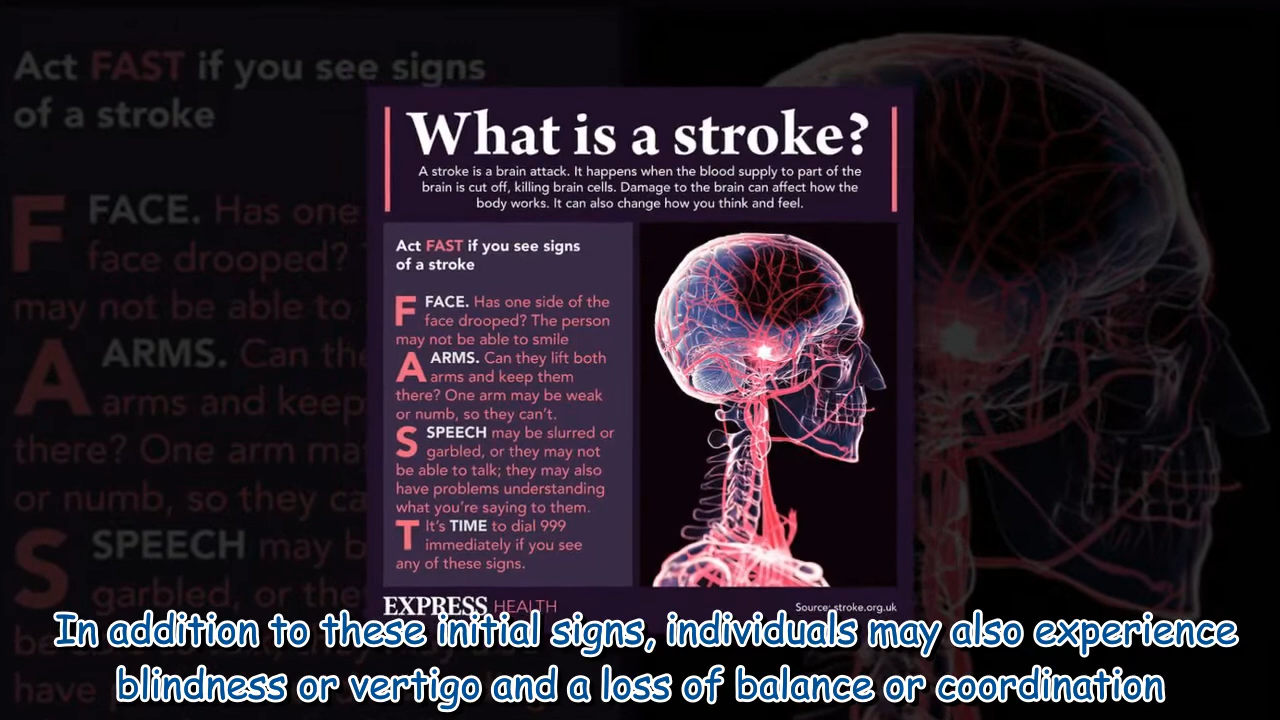 What is a stroke?
A stroke is a brain attack. It happens when the blood supply to part of the
brain is cut off, killing brain cells. Damage to the brain can affect how the
body works. It can also change how you think and feel.
Act FAST if you see signs
of a stroke
FACE. Has one side of the
face drooped? The person
may not be able to smile
ARMS. Can they lift both
arms and keep them
there? One arm may be weak
or numb, so they can't.
SPEECH may be slurred or
garbled, or they may not
be able to talk; they may also
have problems understanding
what you're saying to them.
It's TIME to dial 999
immediately if you see
any of these signs.
F
A
S
T
EXPRESS HEALTH
Source: stroke.org.uk
Act FAST if you see signs
of a stroke
F FACE. Has one
face drooped?
may not be able to
A ARMS. Can the
arms and keep
there? One arm ma
or numb, so they ca
S SPEECH may b
garbled, or the
be
have
In addition to these initial signs, individuals may also experience
blindness or vertigo and a loss of balance or coordination